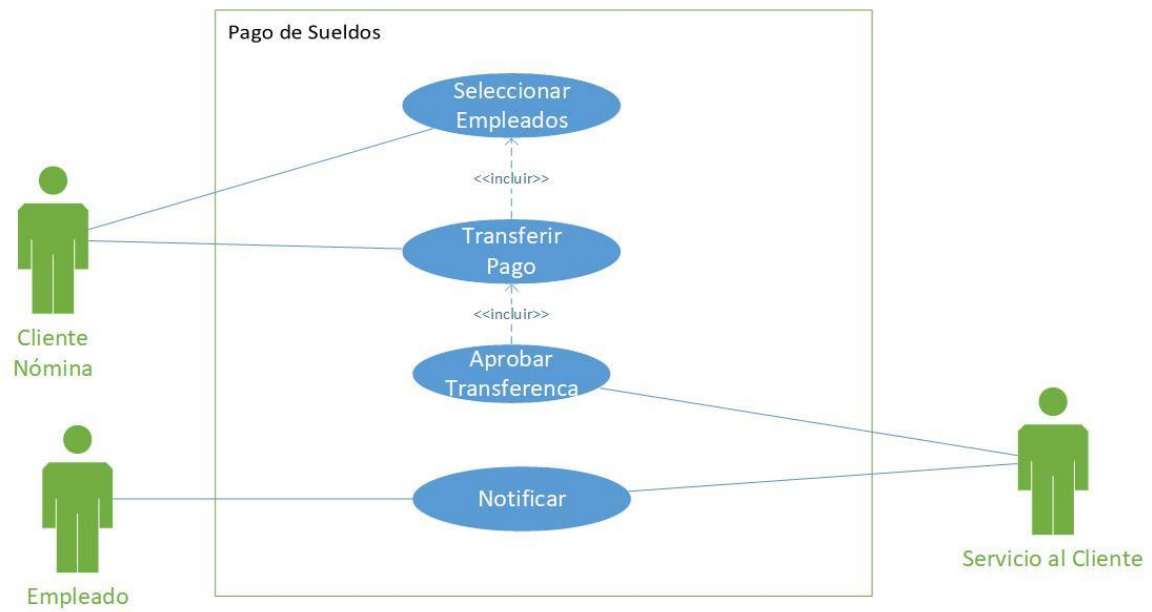 Pago de Sueldos
Seleccionar
Empleados
<<incluir>>
Transferir
Pago
<<incluir>>
Aprobar
Transferenca
Notificar
Cliente
Nómina
Empleado
Servicio al Cliente